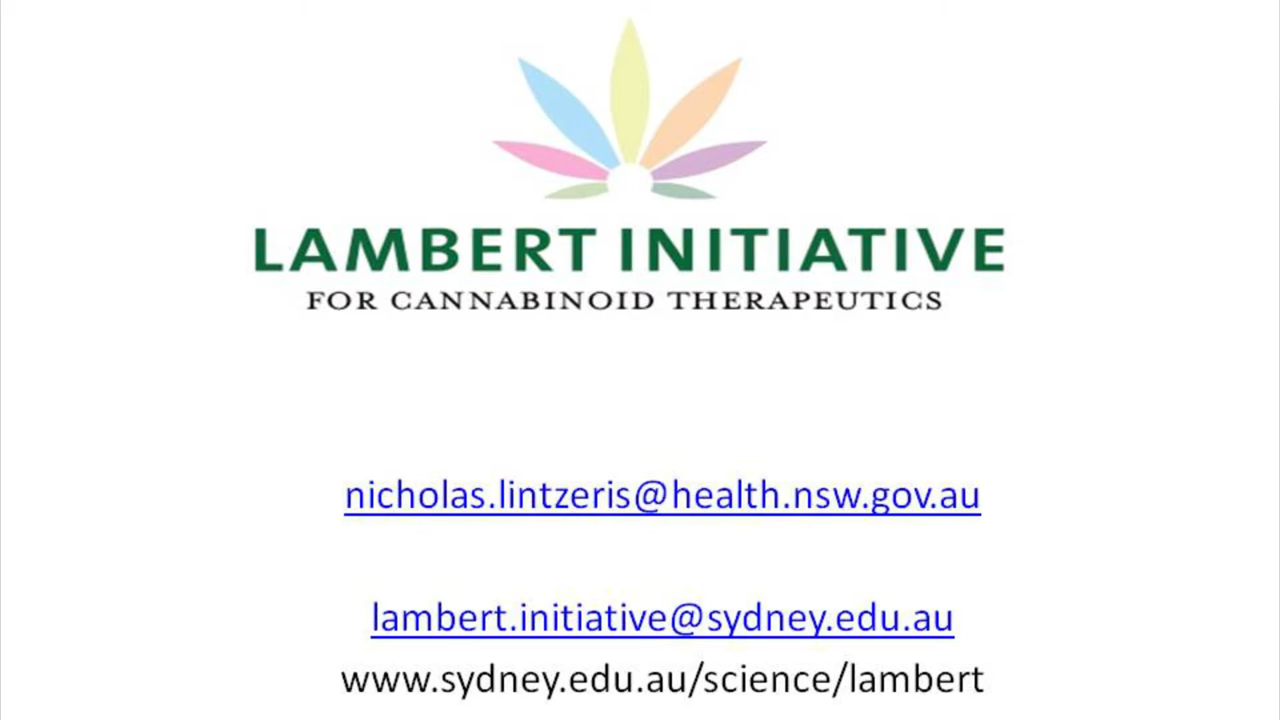 LAMBERT INITIATIVE
FOR CANNABINOID THERAPEUTICS
nicholas.lintzeris@health.nsw.gov.au
lambert.initiative@sydney.edu.au
www.sydney.edu.au/science/lambert